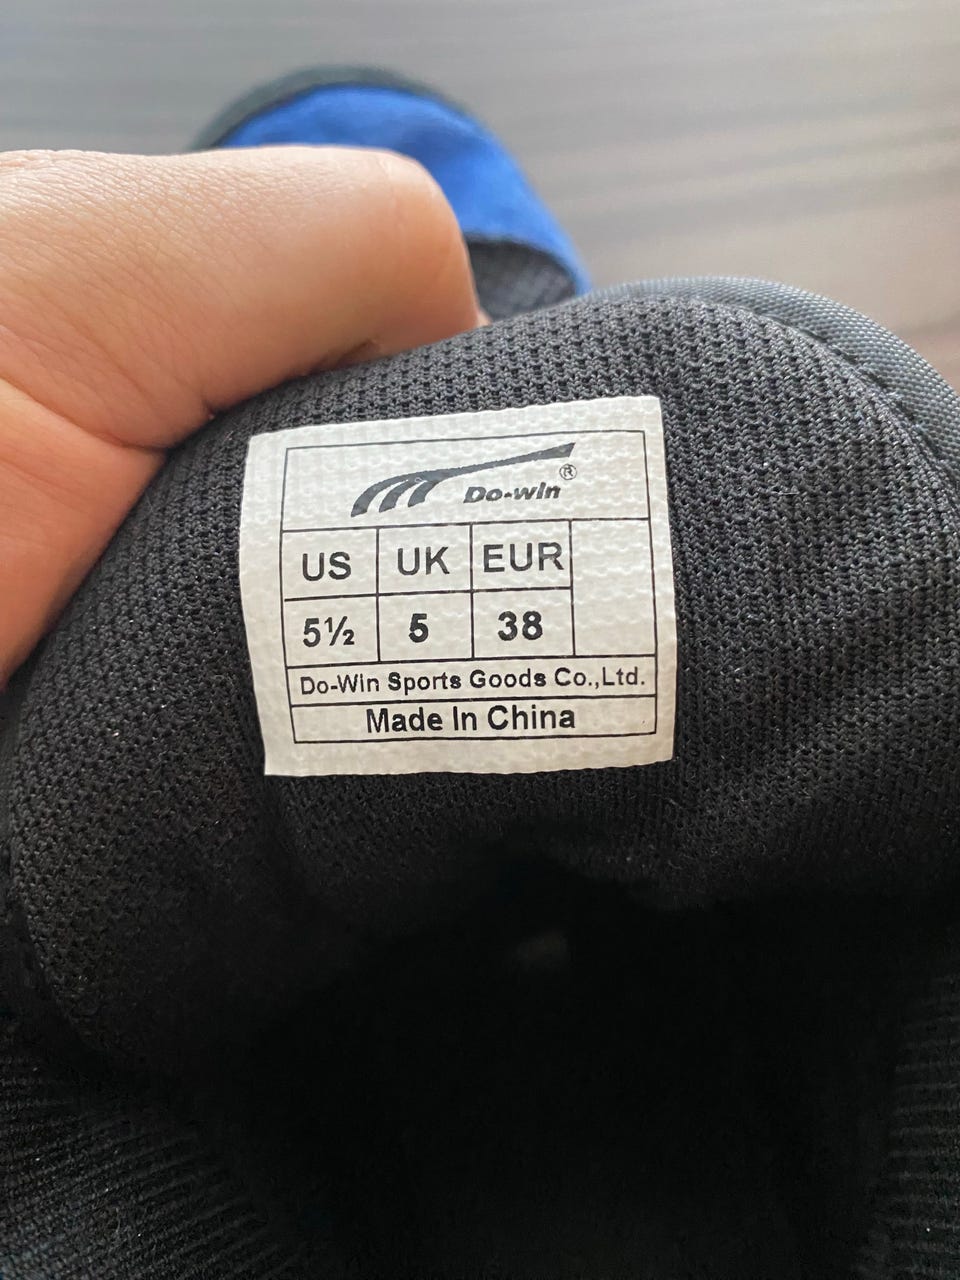 Do-win®
US UK EUR
5½ 5 38
Do-Win Sports Goods Co.,Ltd.
Made In China